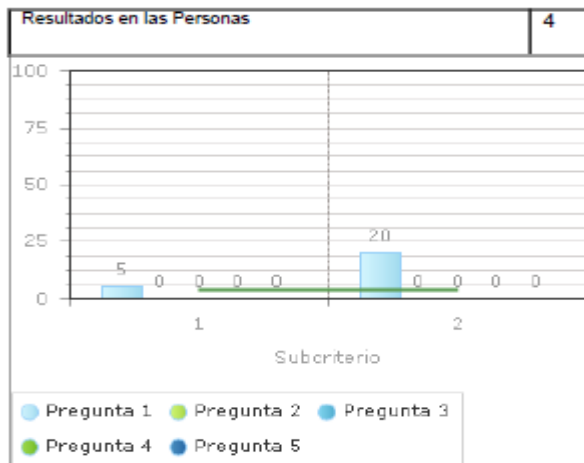 Resultados en las Personas 4
100
75
50
25
0
5 0 0 0 0
20 0 0 0 0
1 2
Subcriterio
Pregunta 1 Pregunta 2 Pregunta 3
Pregunta 4 Pregunta 5